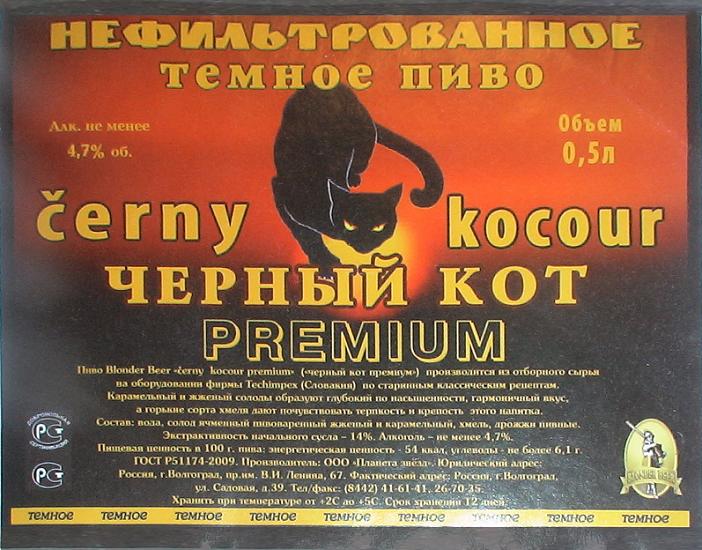 НЕФИЛЬТРОВАННОЕ
темное пиво
Алк. не менее
4,7% об.
Объем
0,5л
černy kocour
ЧЕРНЫЙ КОТ
PREMIUM
Пиво Blonder Beer «černy kocour premium» («черный кот премиум») производится из отборного сырья
на оборудовании фирмы Techimpex (Словакия) по старинным классическим рецептам.
Карамельный и жженый солоды образуют глубокий по насыщенности, гармоничный вкус,
а горькие сорта хмеля дают почувствовать терпкость и крепость этого напитка.
Состав: вода, солод ячменный пивоваренный жженый и карамельный, хмель, дрожжи пивные.
Экстрактивность начального сусла – 14%. Алкоголь – не менее 4,7%.
Пищевая ценность в 100 г. пива: энергетическая ценность - 54 ккал, углеводы - не более 6,1 г.
ГОСТ Р51174-2009. Производитель: ООО «Планета звёзд». Юридический адрес:
Россия, г.Волгоград, пр.им. В.И. Ленина, 67. Фактический адрес: Россия, г.Волгоград,
ул. Садовая, д.39. Тел/факс: (8442) 41-61-41, 26-70-35
Хранить при температуре от +2С до +5С. Срок хранения 12 дней.
ДОБРОВОЛЬНАЯ
СЕРТИФИКАЦИЯ
РСТ
РСТ
темное темное темное темное темное темное темное темное темное